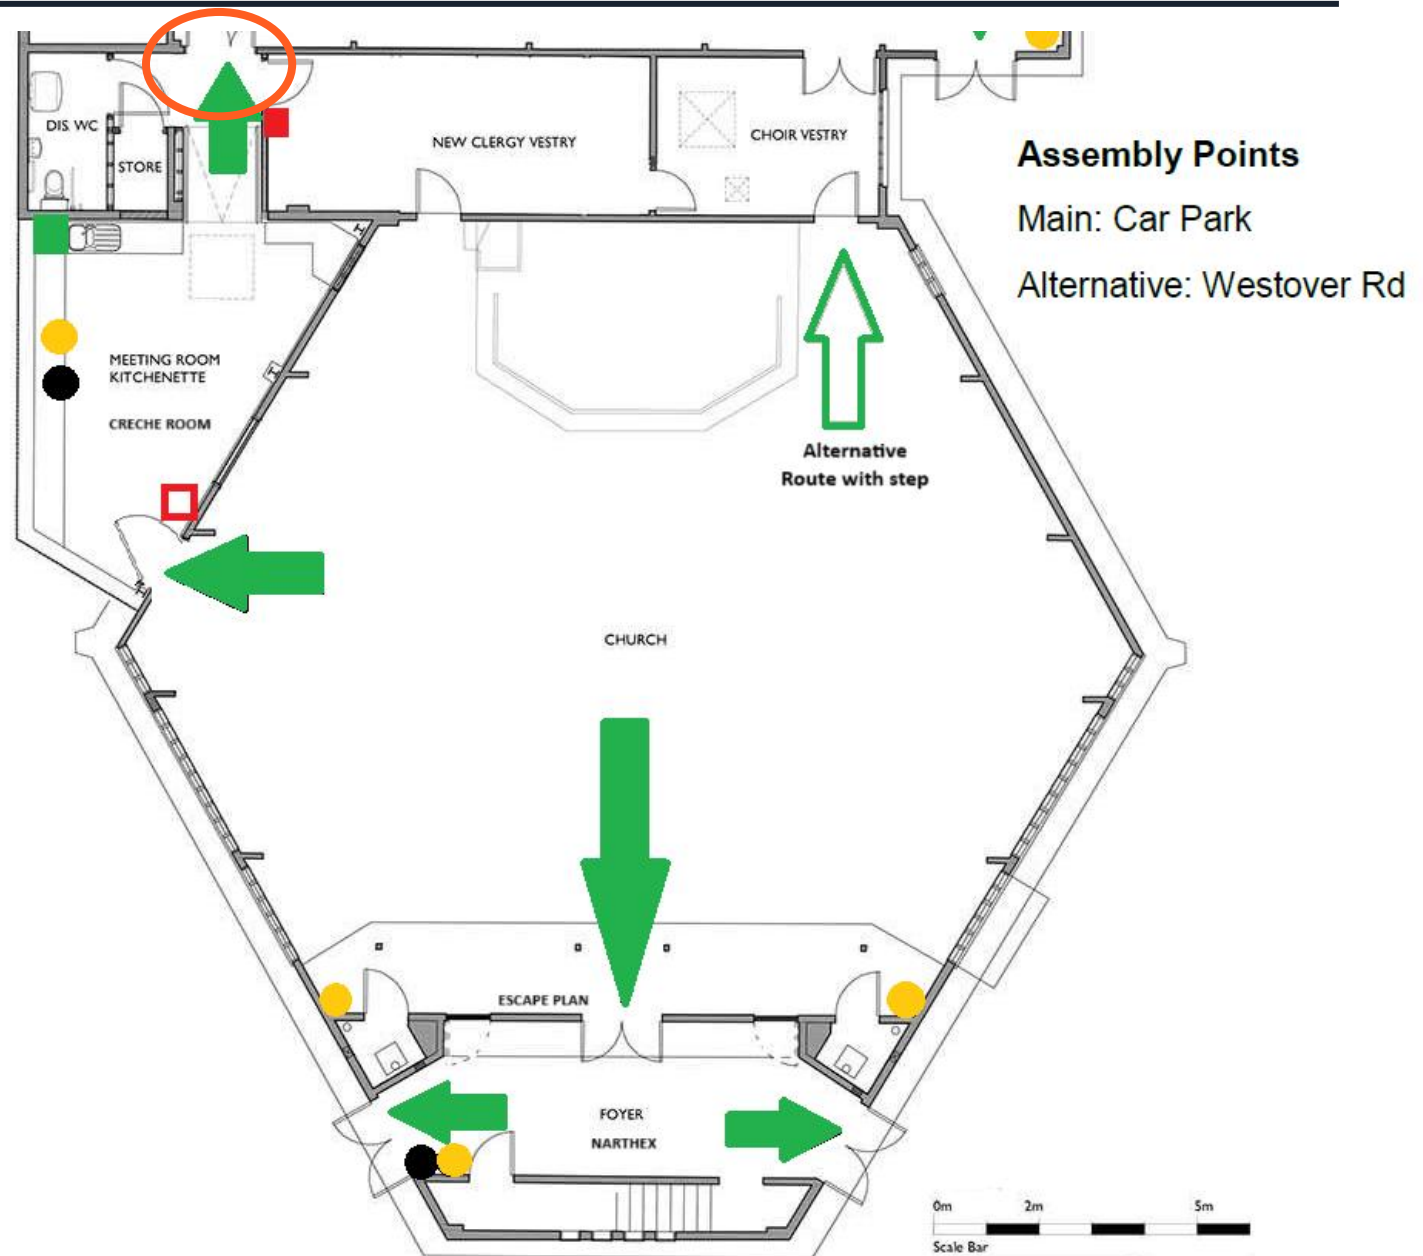 DIS. WC
STORE
NEW CLERGY VESTRY
CHOIR VESTRY
Assembly Points
Main: Car Park
Alternative: Westover Rd
MEETING ROOM
KITCHENETTE
CRECHE ROOM
Alternative
Route with step
CHURCH
ESCAPE PLAN
FOYER
NARTHEX
0m 2m 5m
Scale Bar